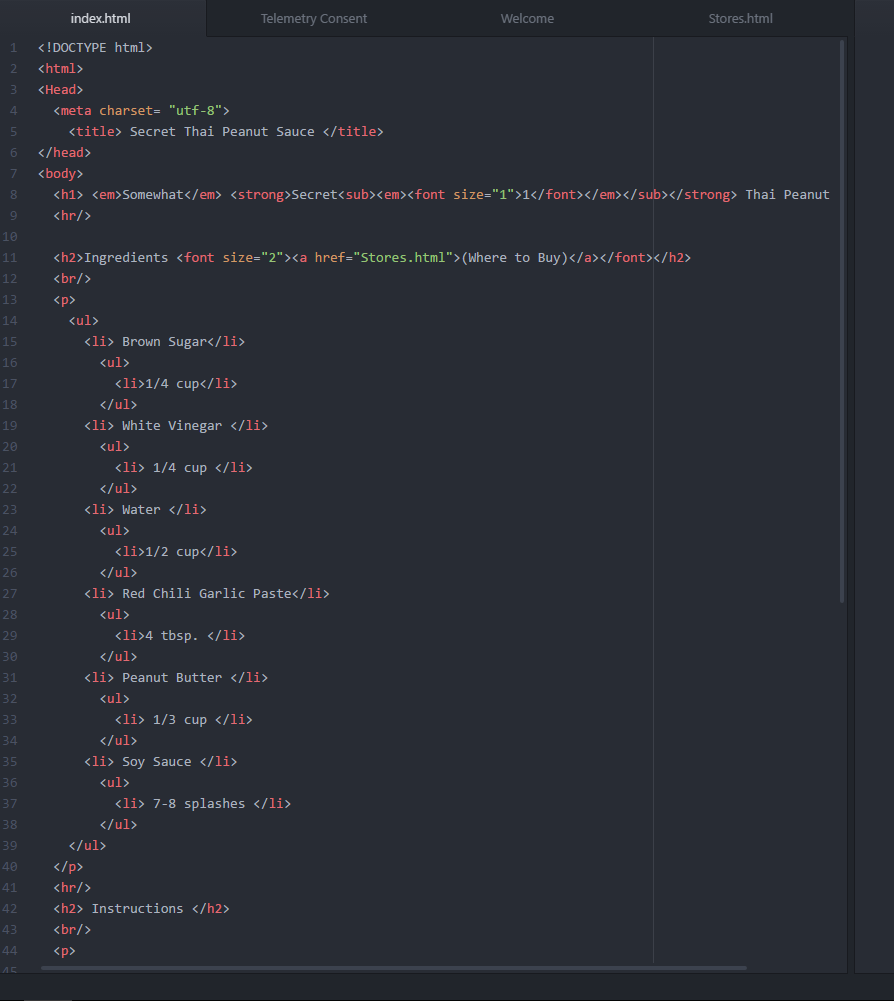 index.html Telemetry Consent Welcome Stores.html
1 <!DOCTYPE html>
2 <html>
3 <Head>
4 <meta charset= "utf-8">
5 <title> Secret Thai Peanut Sauce </title>
6 </head>
7 <body>
8 <h1> <em>Somewhat</em> <strong>Secret<sub><em><font size="1">1</font></em></sub></strong> Thai Peanut
9 <hr/>
10
11 <h2>Ingredients <font size="2"><a href="Stores.html">(Where to Buy)</a></font></h2>
12 <br/>
13 <p>
14 <ul>
15 <li> Brown Sugar</li>
16 <ul>
17 <li>1/4 cup</li>
18 </ul>
19 <li> White Vinegar </li>
20 <ul>
21 <li> 1/4 cup </li>
22 </ul>
23 <li> Water </li>
24 <ul>
25 <li>1/2 cup</li>
26 </ul>
27 <li> Red Chili Garlic Paste</li>
28 <ul>
29 <li>4 tbsp. </li>
30 </ul>
31 <li> Peanut Butter </li>
32 <ul>
33 <li> 1/3 cup </li>
34 </ul>
35 <li> Soy Sauce </li>
36 <ul>
37 <li> 7-8 splashes </li>
38 </ul>
39 </ul>
40 </p>
41 <hr/>
42 <h2> Instructions </h2>
43 <br/>
44 <p>
45